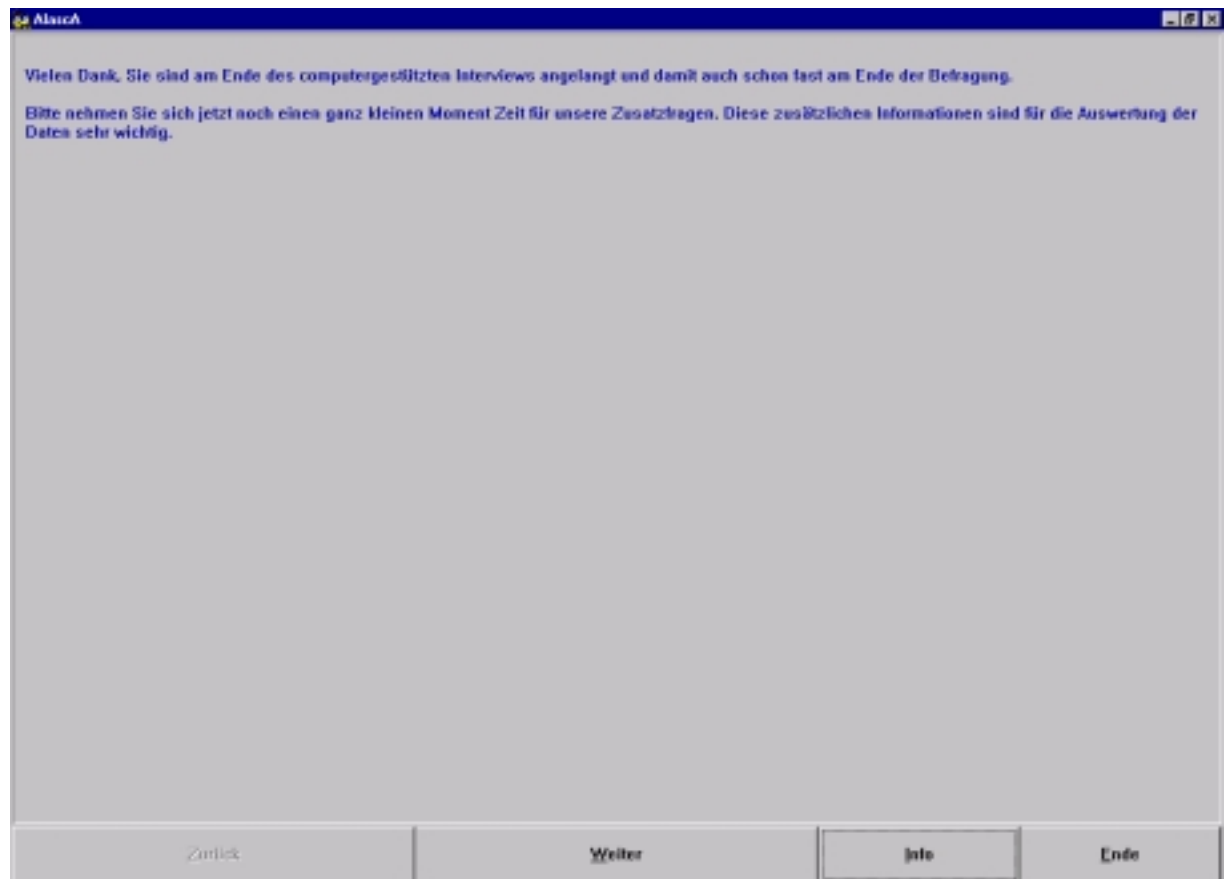 AlascA
Vielen Dank, Sie sind am Ende des computergestützten Interviews angelangt und damit auch schon fast am Ende der Befragung.
Bitte nehmen Sie sich jetzt noch einen ganz kleinen Moment Zeit für unsere Zusatzfragen. Diese zusätzlichen Informationen sind für die Auswertung der
Daten sehr wichtig.
Zurück Weiter Info Ende